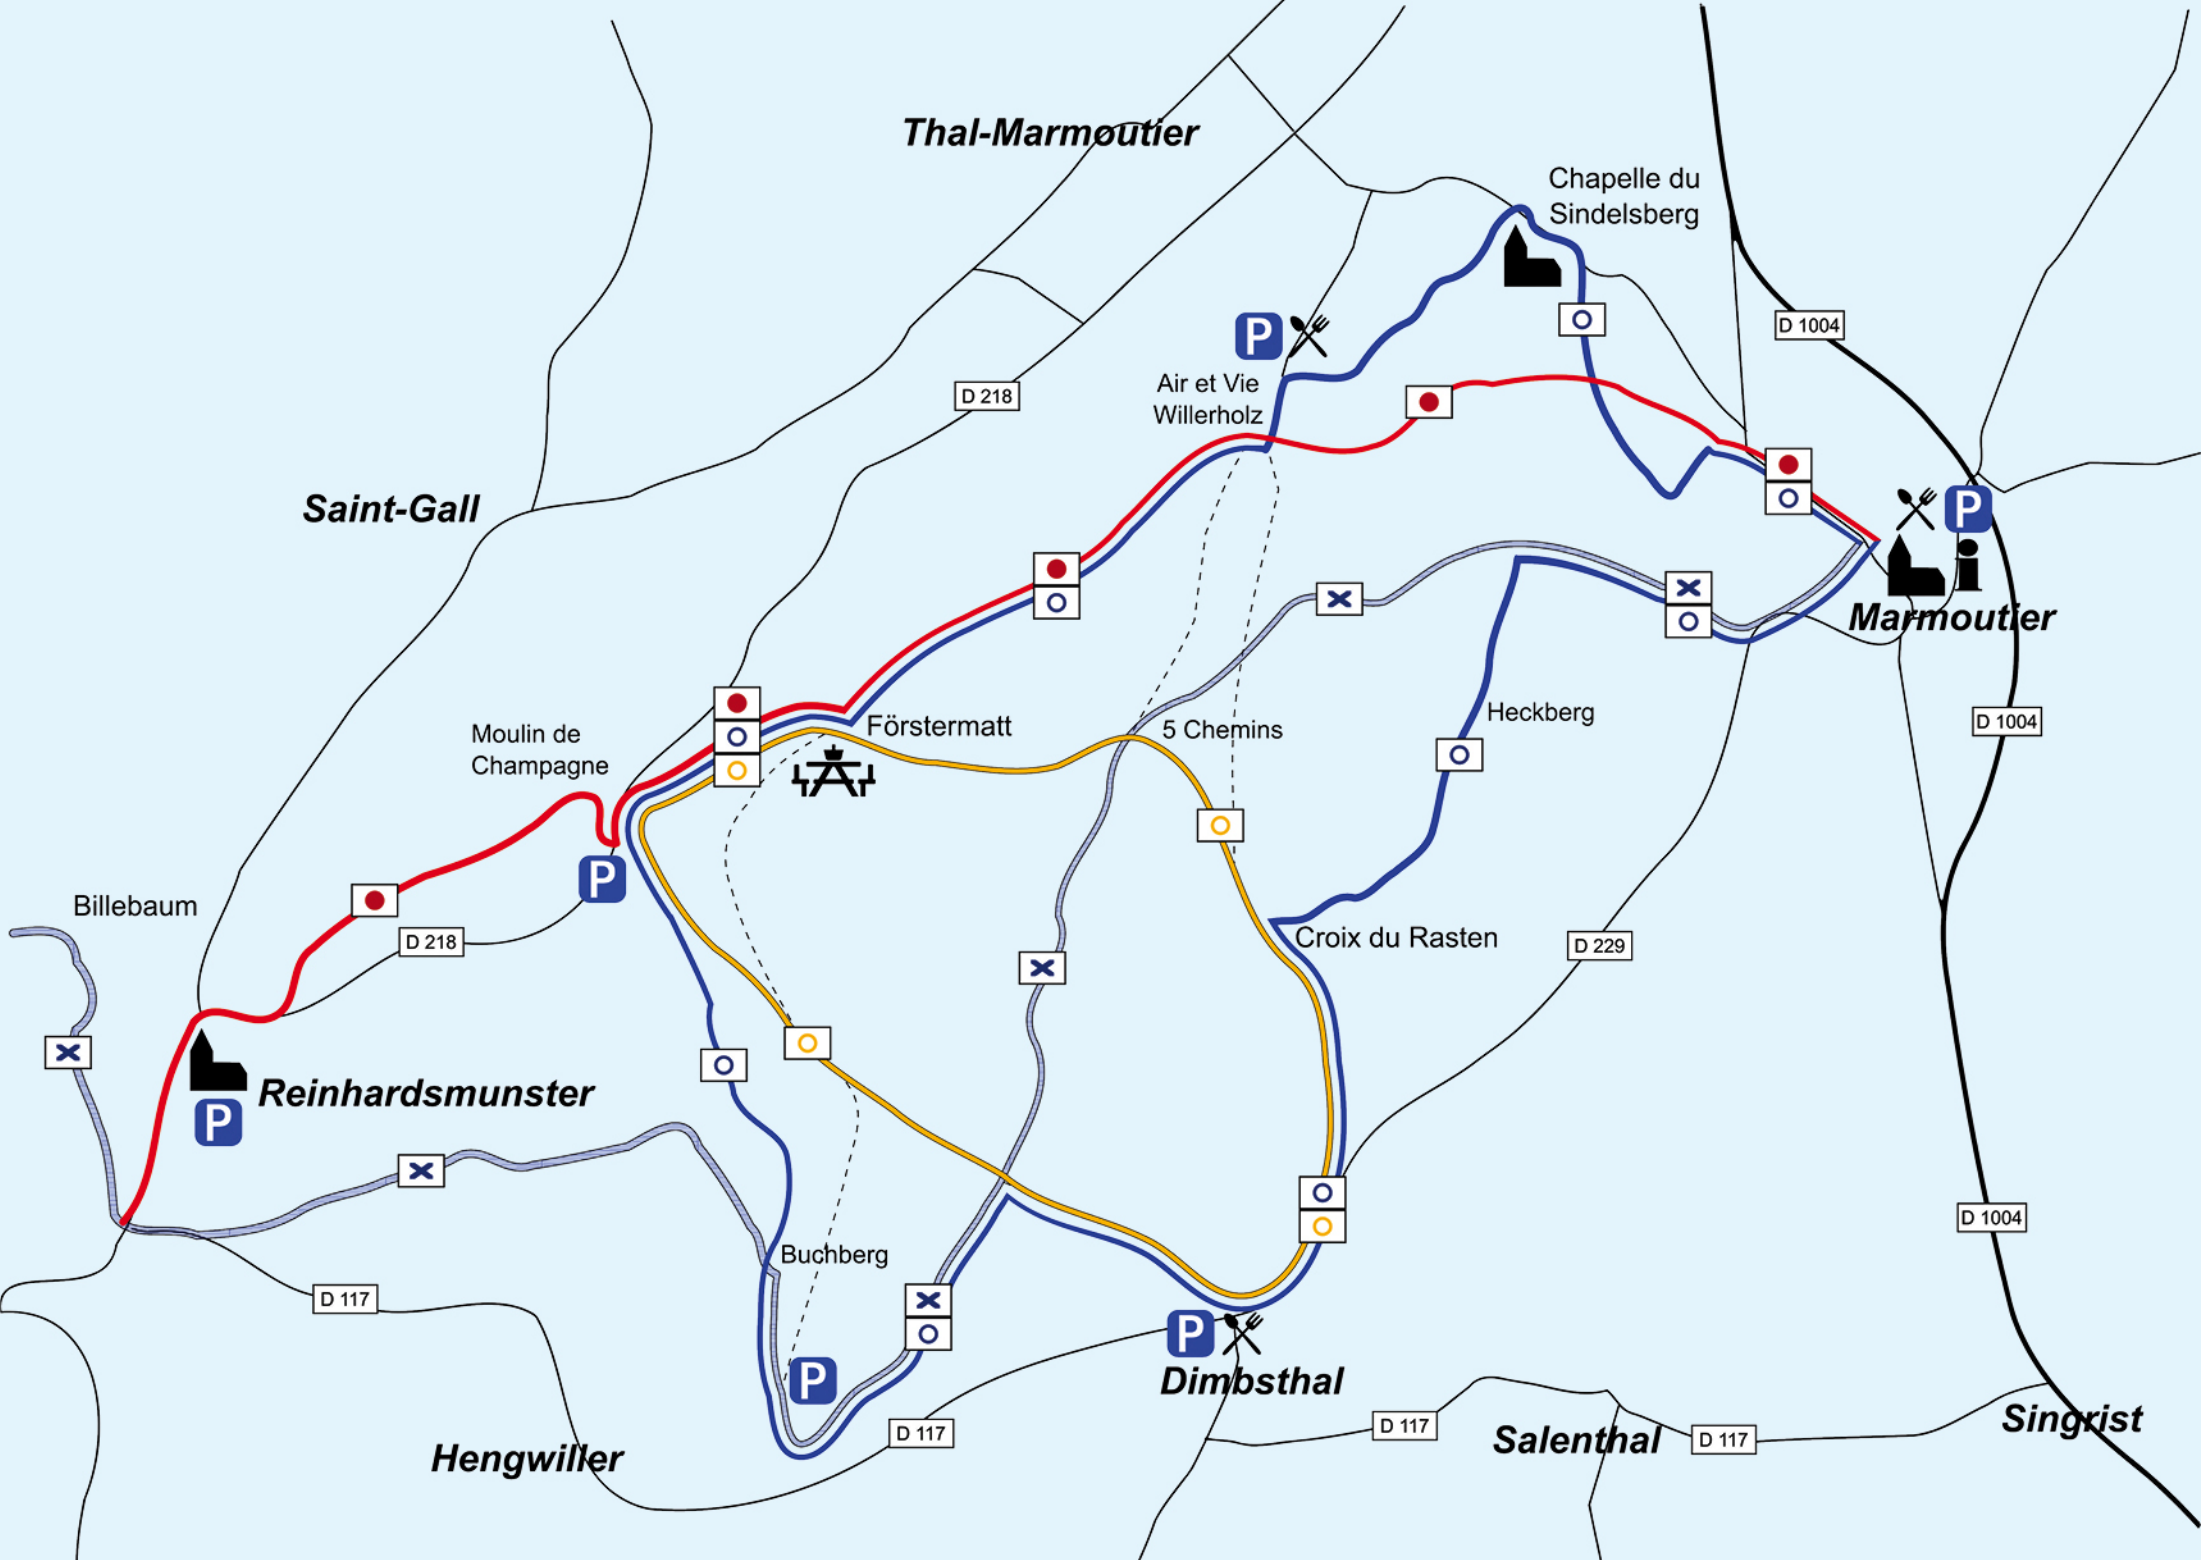 Thal-Marmoutier
Chapelle du
Sindelsberg
D 1004
P
Air et Vie
Willerholz
D 218
Saint-Gall
P
Marmoutier
Förstermatt
5 Chemins
Heckberg
D 1004
Moulin de
Champagne
P
Billebaum
D 218
Croix du Rasten
D 229
Reinhardsmunster
P
Buchberg
D 1004
D 117
P
Dimbsthal
P
D 117
D 117
Salenthal
D 117
Singrist
Hengwiller